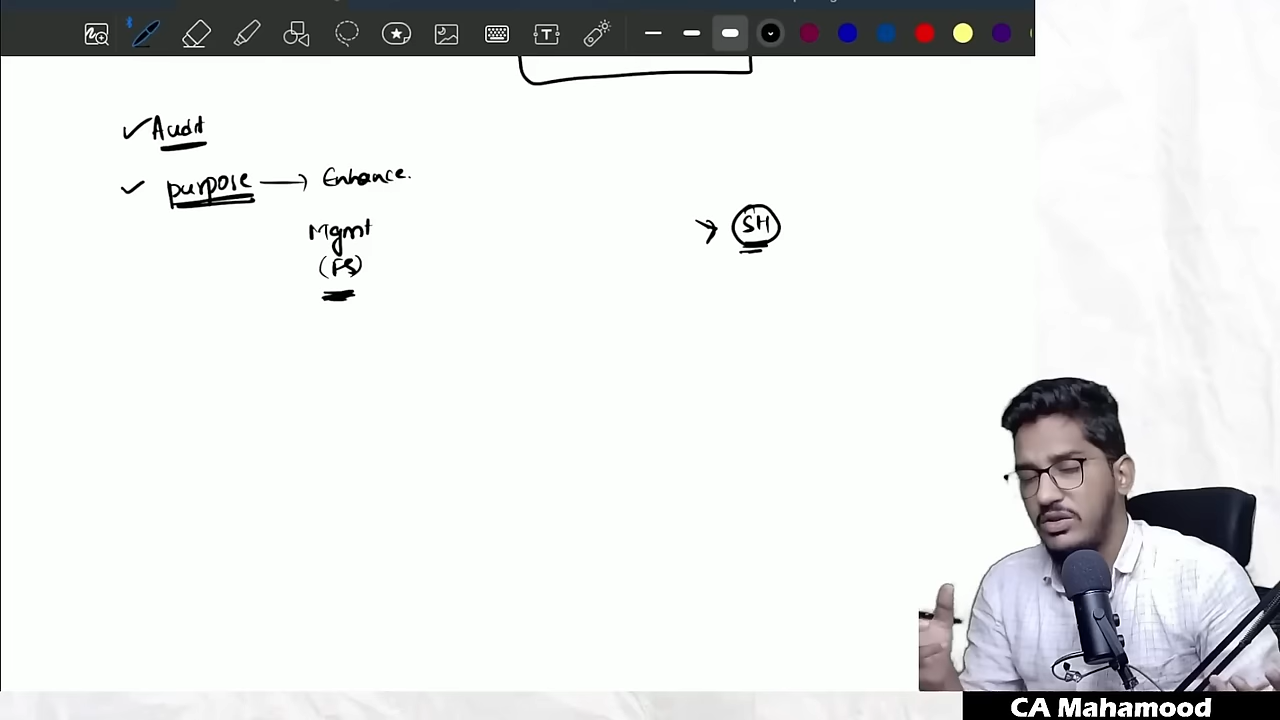 ✓ Audit
✓ purpose → Enhance.
Mgmt
(FS)
→ SH
T
CA Mahamood